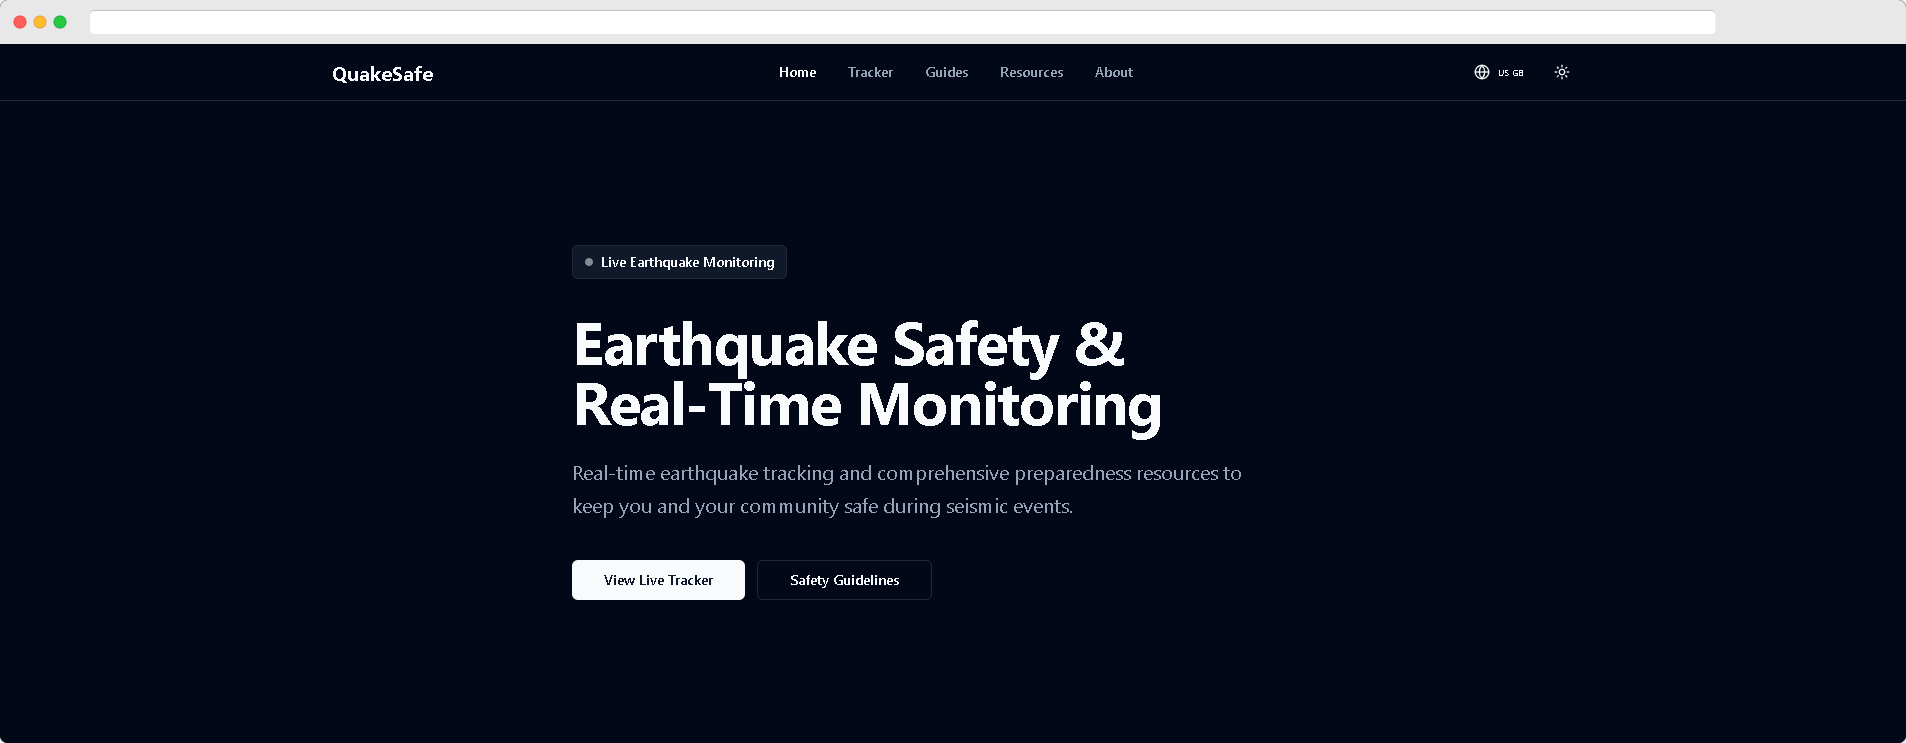 QuakeSafe
Home Tracker Guides Resources About
US GB
Live Earthquake Monitoring
Earthquake Safety &
Real-Time Monitoring
Real-time earthquake tracking and comprehensive preparedness resources to
keep you and your community safe during seismic events.
View Live Tracker
Safety Guidelines